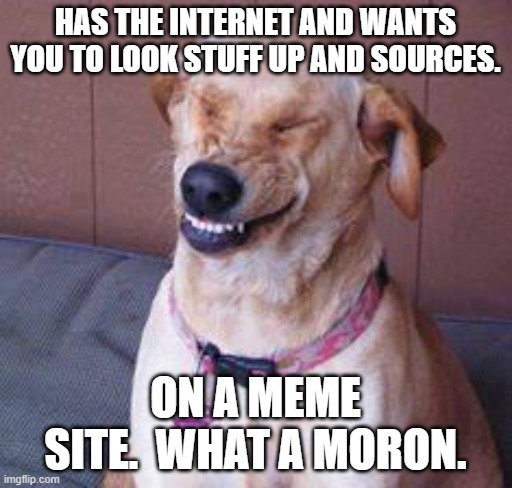 HAS THE INTERNET AND WANTS
YOU TO LOOK STUFF UP AND SOURCES.
ON A MEME
SITE.  WHAT A MORON.
imgflip.com